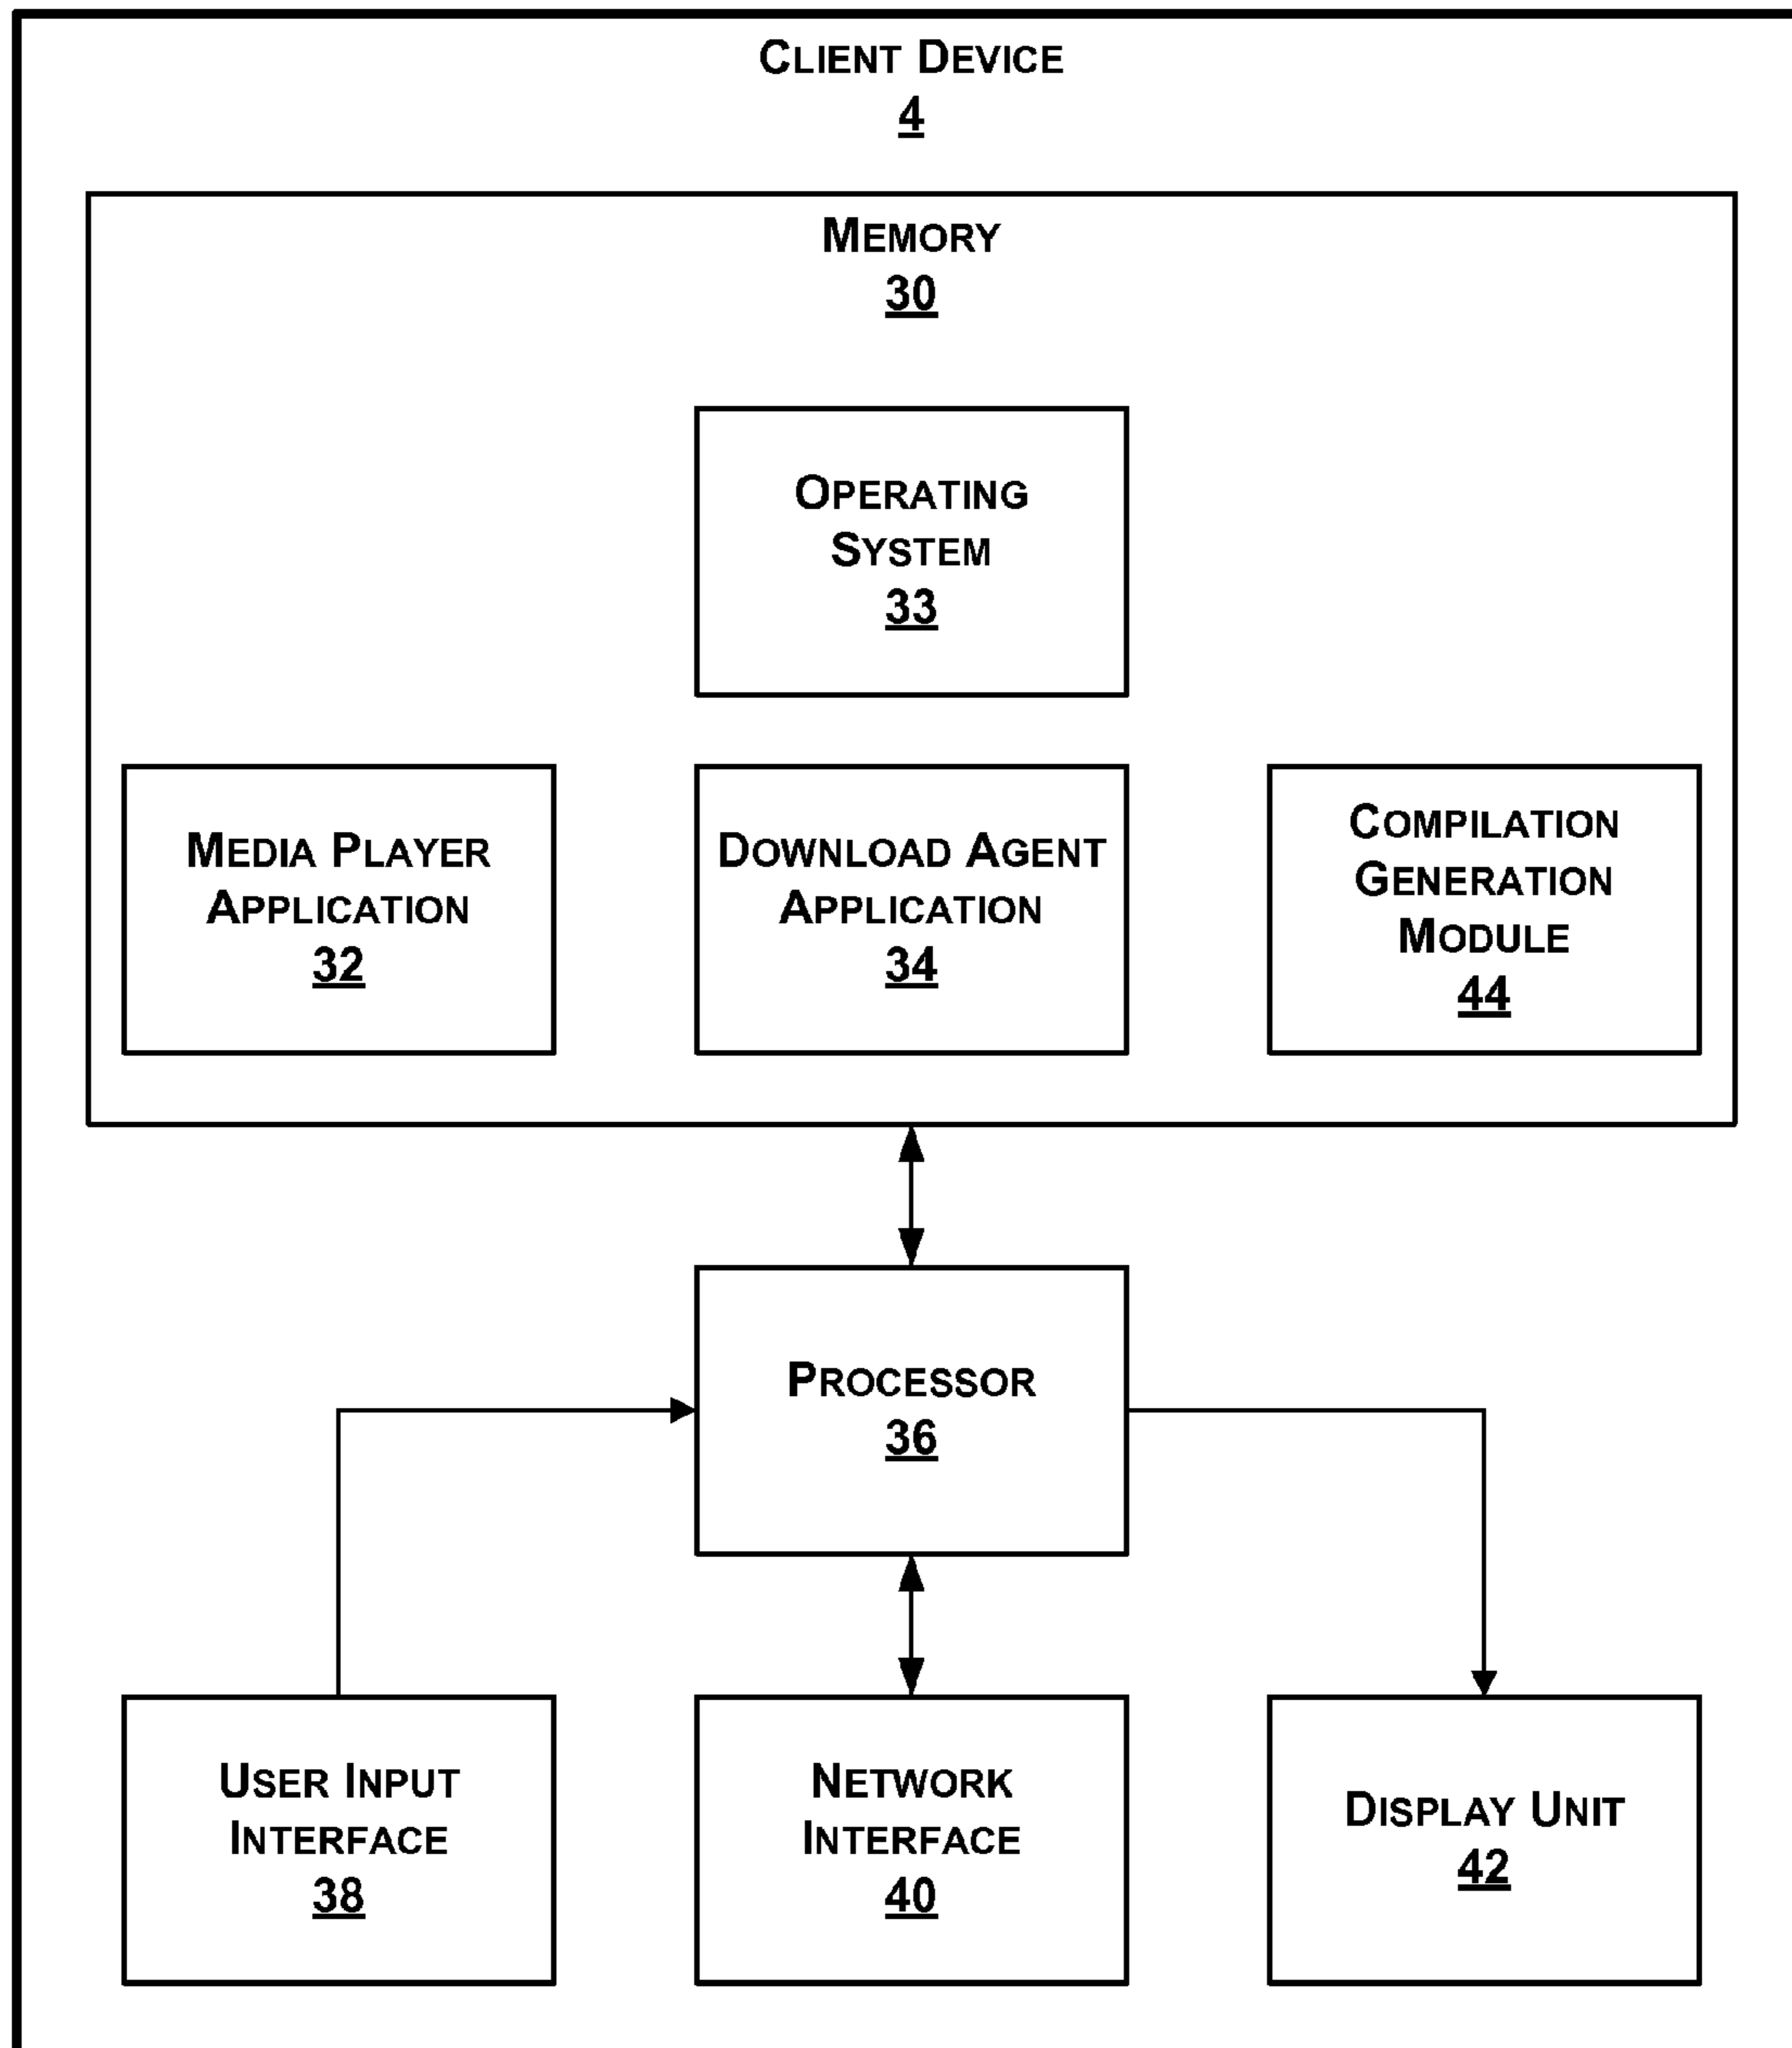 CLIENT DEVICE
4
MEMORY
30
OPERATING
SYSTEM
33
MEDIA PLAYER
APPLICATION
32
DOWNLOAD AGENT
APPLICATION
34
COMPILATION
GENERATION
MODULE
44
PROCESSOR
36
USER INPUT
INTERFACE
38
NETWORK
INTERFACE
40
DISPLAY UNIT
42